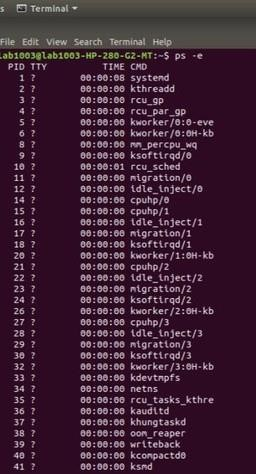 s Terminal
File Edit View Search Terminal Help
lab1003@lab1003-HP-280-G2-MT:~$ ps -e
PID TTY TIME CMD
1 ? 00:00:08 systemd
2 ? 00:00:00 kthreadd
3 ? 00:00:00 rcu_gp
4 ? 00:00:00 rcu_par_gp
5 ? 00:00:00 kworker/0:0-eve
6 ? 00:00:00 kworker/0:0H-kb
8 ? 00:00:00 mm_percpu_wq
9 ? 00:00:00 ksoftirqd/0
10 ? 00:00:01 rcu_sched
11 ? 00:00:00 migration/0
12 ? 00:00:00 idle_inject/0
14 ? 00:00:00 cpuhp/0
15 ? 00:00:00 cpuhp/1
16 ? 00:00:00 idle_inject/1
17 ? 00:00:00 migration/1
18 ? 00:00:00 ksoftirqd/1
20 ? 00:00:00 kworker/1:0H-kb
21 ? 00:00:00 cpuhp/2
22 ? 00:00:00 idle_inject/2
23 ? 00:00:00 migration/2
24 ? 00:00:00 ksoftirqd/2
26 ? 00:00:00 kworker/2:0H-kb
27 ? 00:00:00 cpuhp/3
28 ? 00:00:00 idle_inject/3
29 ? 00:00:00 migration/3
30 ? 00:00:00 ksoftirqd/3
32 ? 00:00:00 kworker/3:0H-kb
33 ? 00:00:00 kdevtmpfs
34 ? 00:00:00 netns
35 ? 00:00:00 rcu_tasks_kthre
36 ? 00:00:00 kauditd
37 ? 00:00:00 khungtaskd
38 ? 00:00:00 oom_reaper
39 ? 00:00:00 writeback
40 ? 00:00:00 kcompactd0
41 ? 00:00:00 ksmd